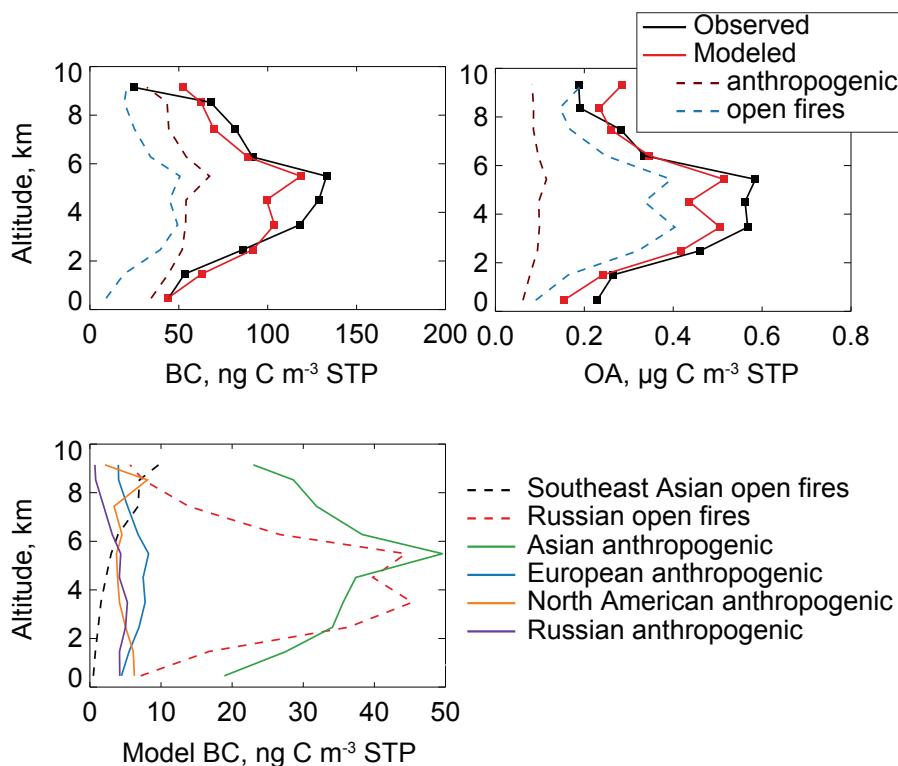 Observed
Modeled
anthropogenic
open fires
10
8
6
4
2
0
Altitude, km
0 50 100 150 200
BC, ng C m⁻³ STP
10
8
6
4
2
0
0.0 0.2 0.4 0.6 0.8
OA, µg C m⁻³ STP
10
8
6
4
2
0
Altitude, km
0 10 20 30 40 50
Model BC, ng C m⁻³ STP
Southeast Asian open fires
Russian open fires
Asian anthropogenic
European anthropogenic
North American anthropogenic
Russian anthropogenic